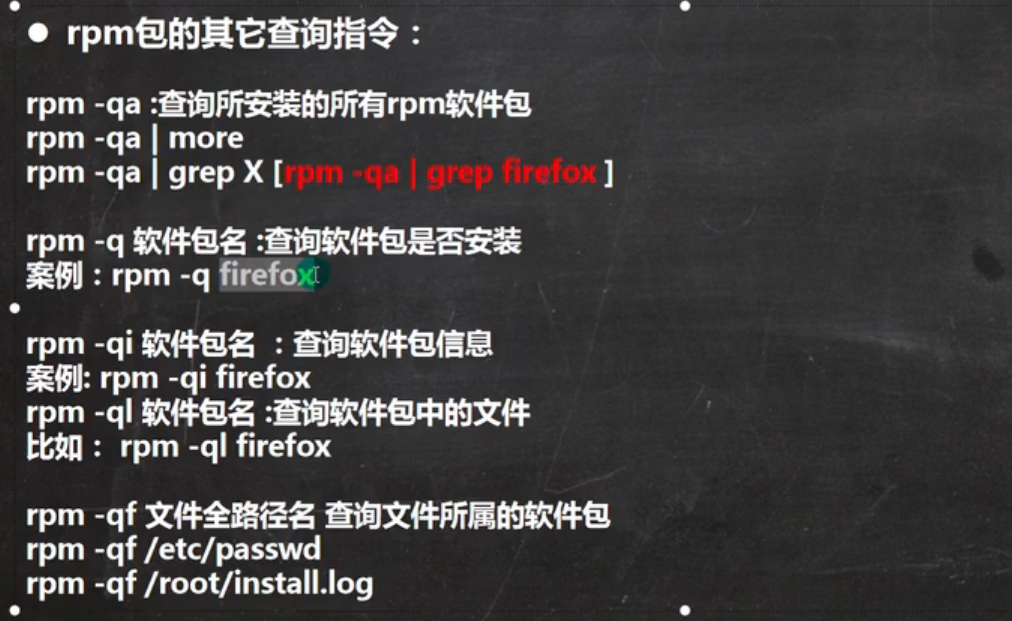 ● rpm包的其它查询指令：
rpm -qa :查询所安装的所有rpm软件包
rpm -qa | more
rpm -qa | grep X [rpm -qa | grep firefox ]
rpm -q 软件包名 :查询软件包是否安装
案例：rpm -q firefox
rpm -qi 软件包名 ：查询软件包信息
案例: rpm -qi firefox
rpm -ql 软件包名 :查询软件包中的文件
比如： rpm -ql firefox
rpm -qf 文件全路径名 查询文件所属的软件包
rpm -qf /etc/passwd
rpm -qf /root/install.log